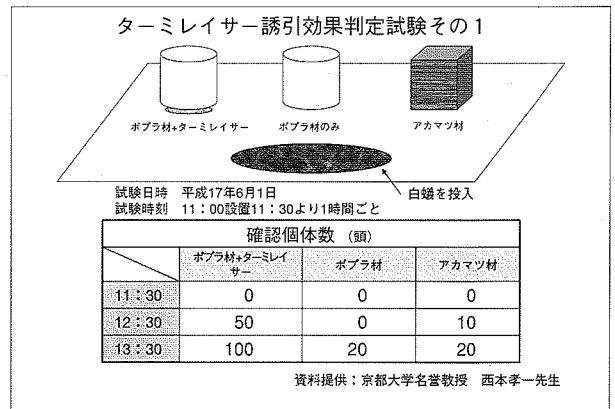 ターミレイサー誘引効果判定試験その1
ポプラ材+ターミレイサー ポプラ材のみ アカマツ材
白蟻を投入
試験日時 平成17年6月1日
試験時刻 11:00設置11:30より1時間ごと
確認個体数 (頭)
ポプラ材+ターミレイサー ポプラ材 アカマツ材
11:30 0 0 0
12:30 50 0 10
13:30 100 20 20
資料提供:京都大学名誉教授 西本孝一先生